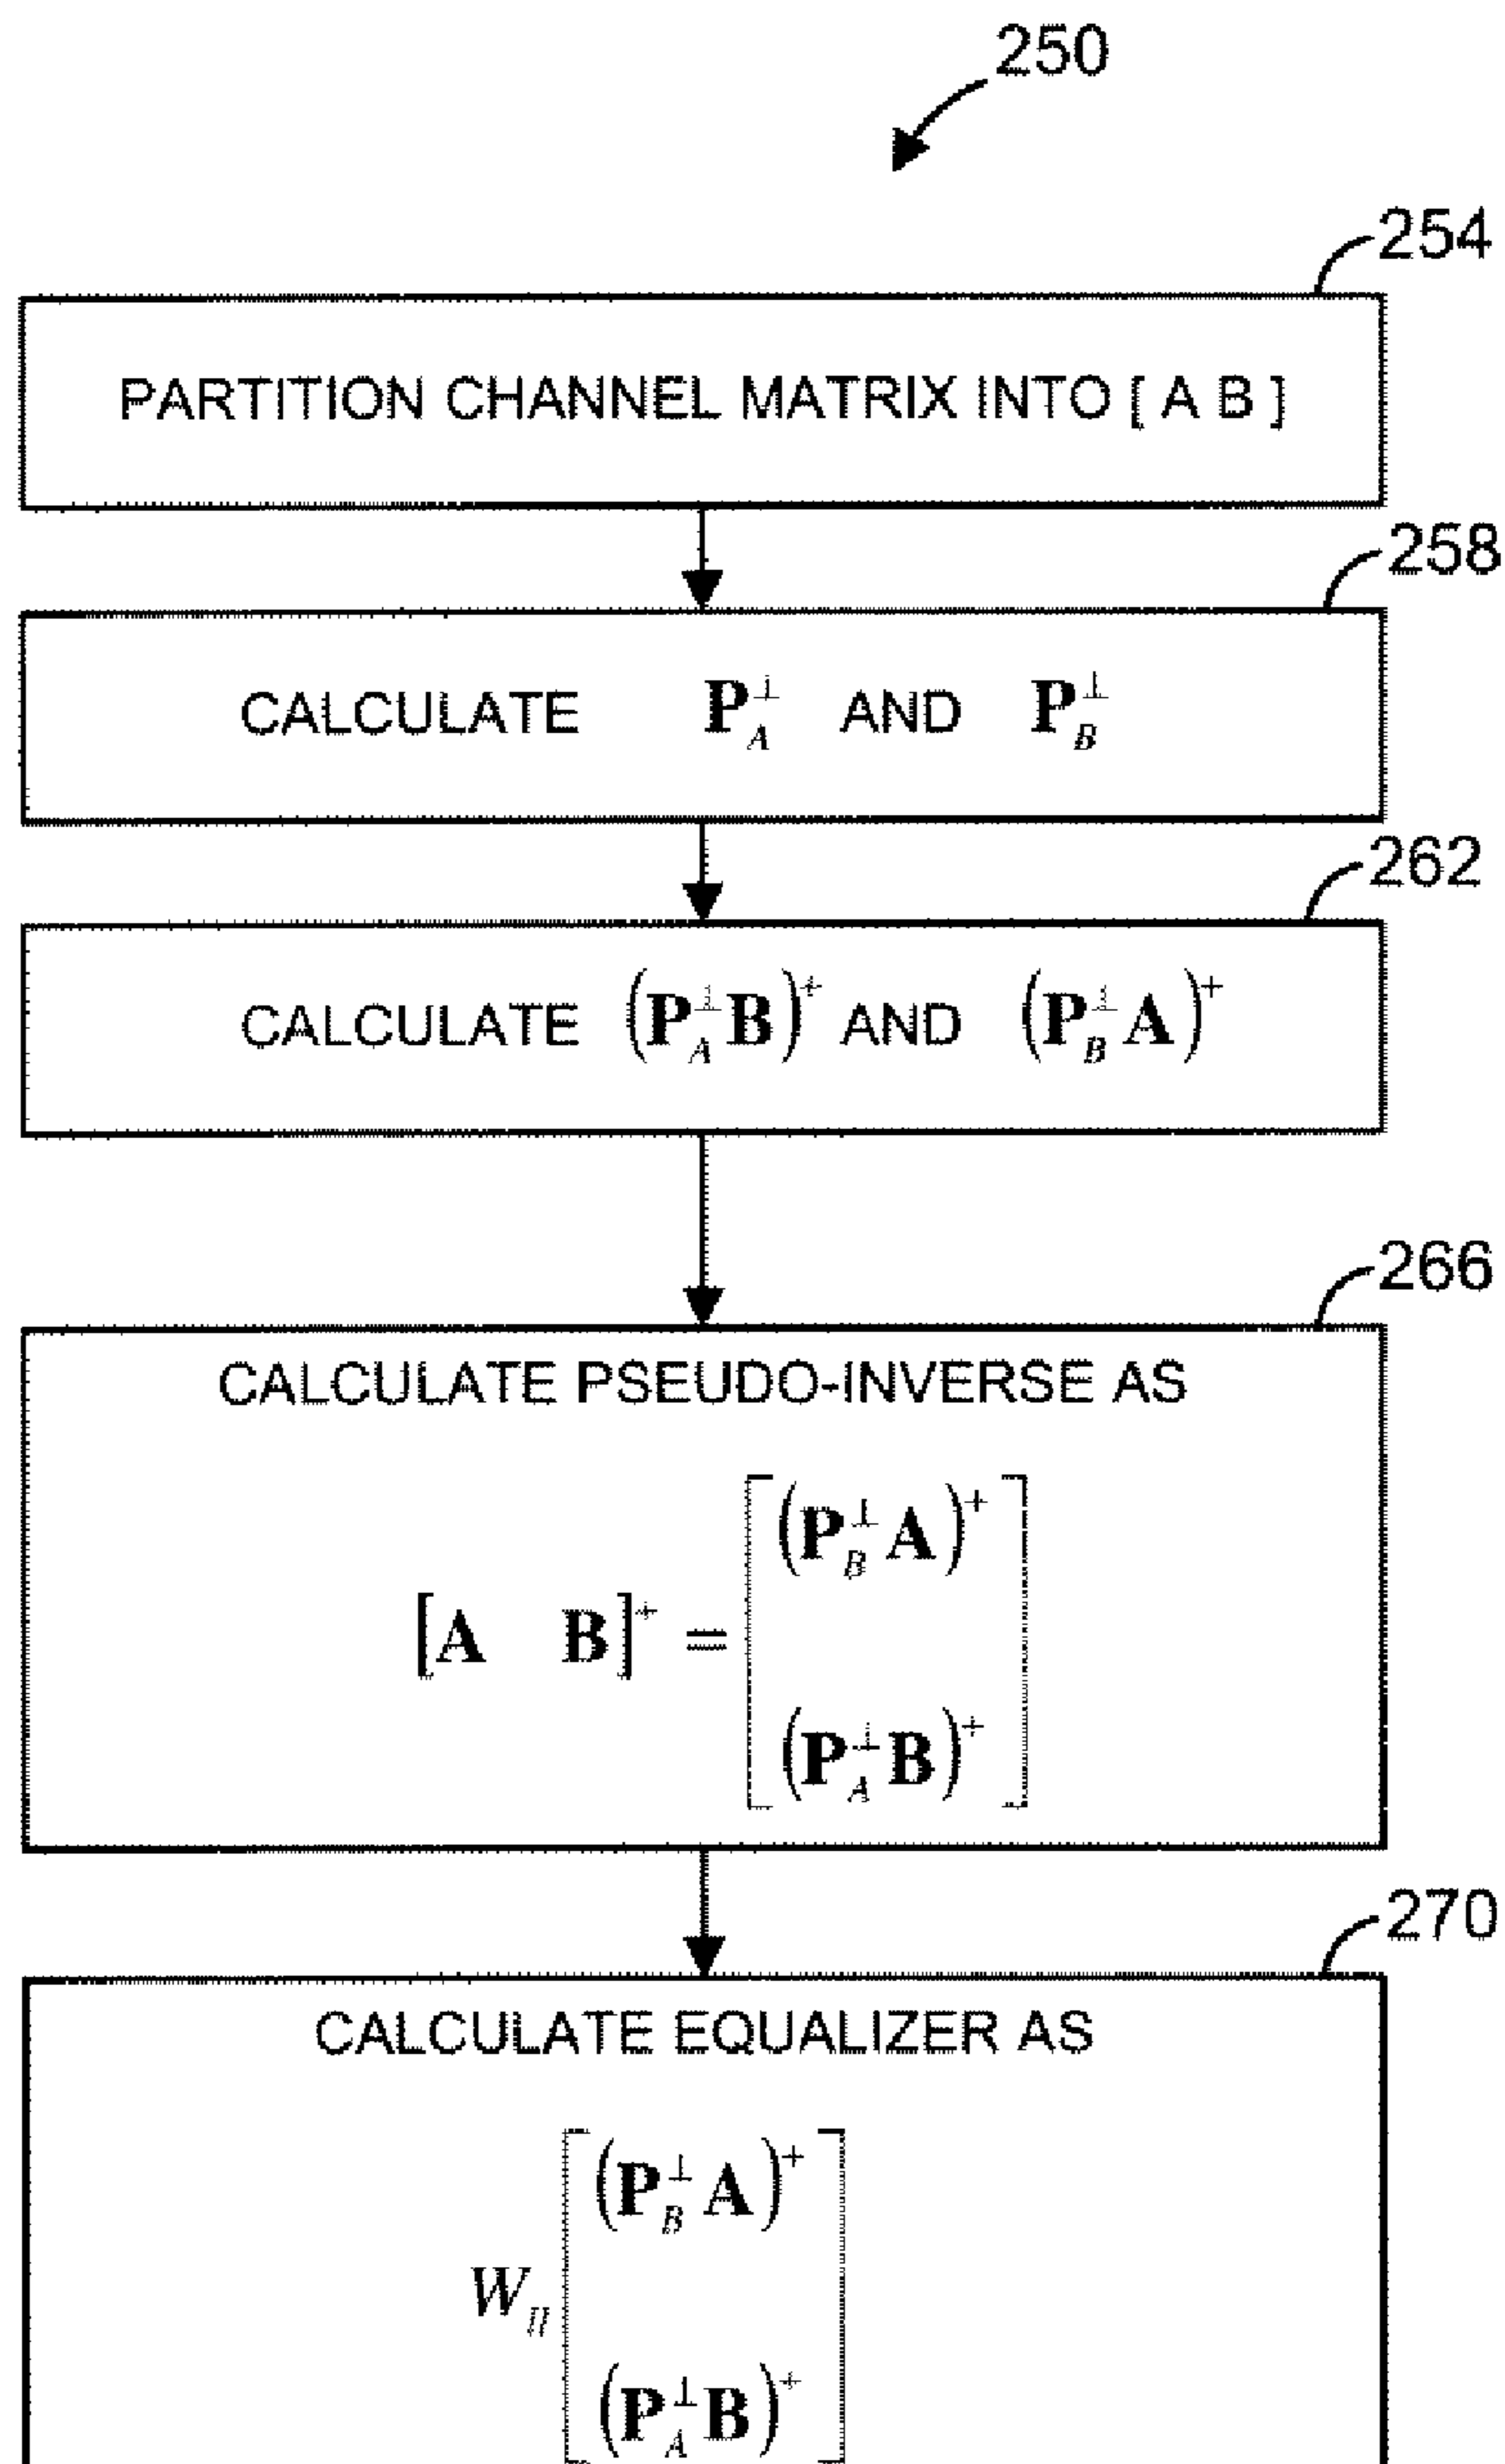 250
254
PARTITION CHANNEL MATRIX INTO [ A B ]
258
CALCULATE P_A^⊥ AND P_B^⊥
262
CALCULATE (P_A^⊥ B)^+ AND (P_B^⊥ A)^+
266
CALCULATE PSEUDO-INVERSE AS
[A B]^+ = [ (P_B^⊥ A)^+
(P_A^⊥ B)^+ ]
270
CALCULATE EQUALIZER AS
W [ (P_B^⊥ A)^+
(P_A^⊥ B)^+ ]